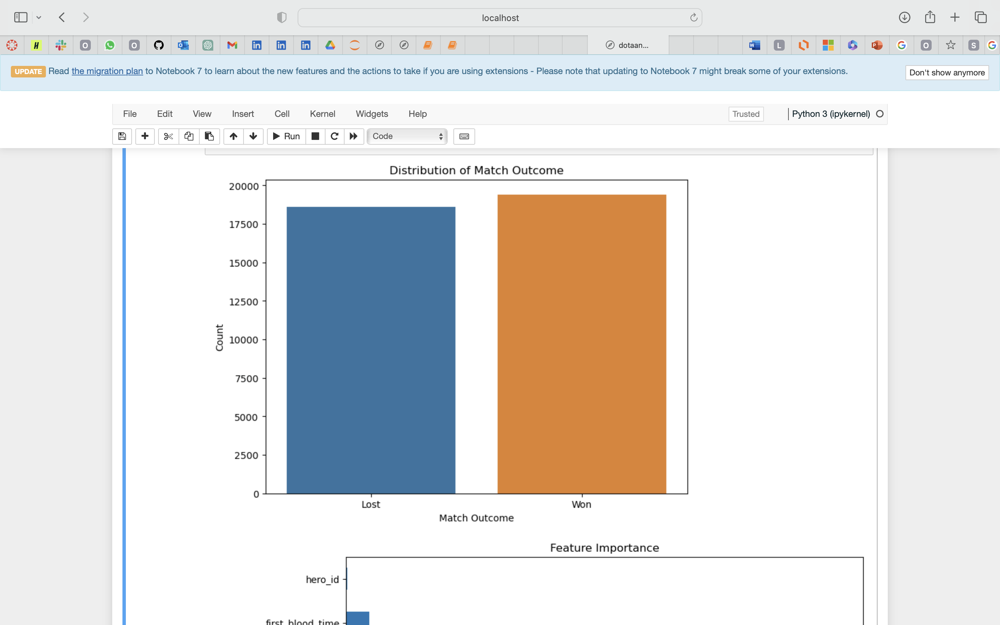 localhost
dotaan...
UPDATE Read the migration plan to Notebook 7 to learn about the new features and the actions to take if you are using extensions - Please note that updating to Notebook 7 might break some of your extensions.
Don't show anymore
File Edit View Insert Cell Kernel Widgets Help
Trusted
Python 3 (ipykernel)
Run
Code
Distribution of Match Outcome
20000
17500
15000
12500
10000
7500
5000
2500
0
Count
Lost Won
Match Outcome
Feature Importance
hero_id
first_blood_time